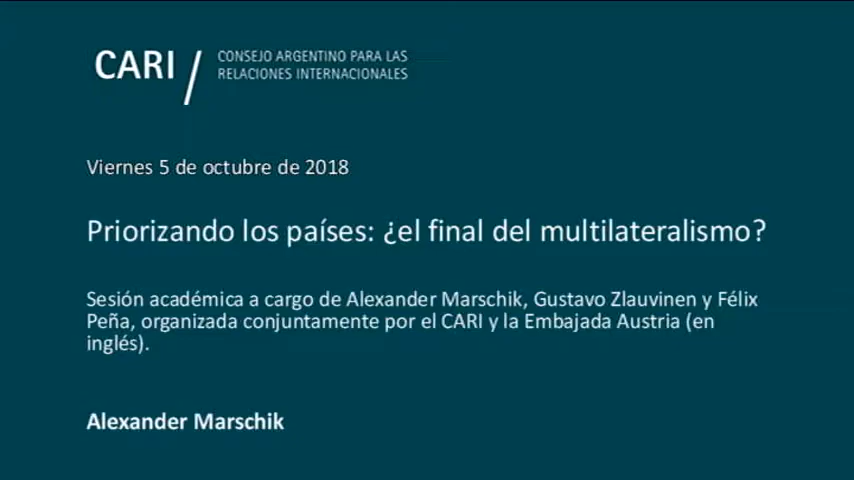 CARI / CONSEJO ARGENTINO PARA LAS
RELACIONES INTERNACIONALES
Viernes 5 de octubre de 2018
Priorizando los países: ¿el final del multilateralismo?
Sesión académica a cargo de Alexander Marschik, Gustavo Zlauvinen y Félix
Peña, organizada conjuntamente por el CARI y la Embajada Austria (en
inglés).
Alexander Marschik